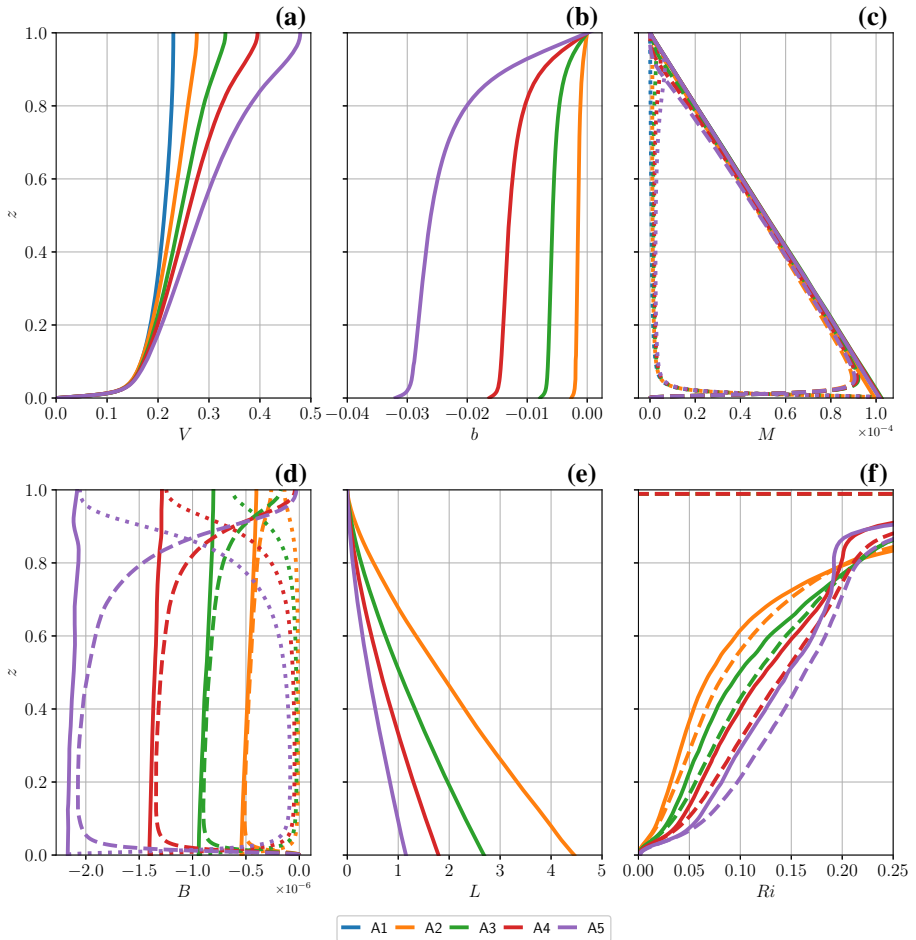 (a) (b) (c)
1.0
0.8
0.6
0.4
0.2
0.0
z
0.0 0.1 0.2 0.3 0.4 0.5
V
−0.04 −0.03 −0.02 −0.01 0.00
b
0.0 0.2 0.4 0.6 0.8 1.0
×10⁻⁴
M
(d) (e) (f)
1.0
0.8
0.6
0.4
0.2
0.0
z
−2.0 −1.5 −1.0 −0.5 0.0
×10⁻⁶
B
0 1 2 3 4 5
L
0.00 0.05 0.10 0.15 0.20 0.25
Ri
A1 A2 A3 A4 A5